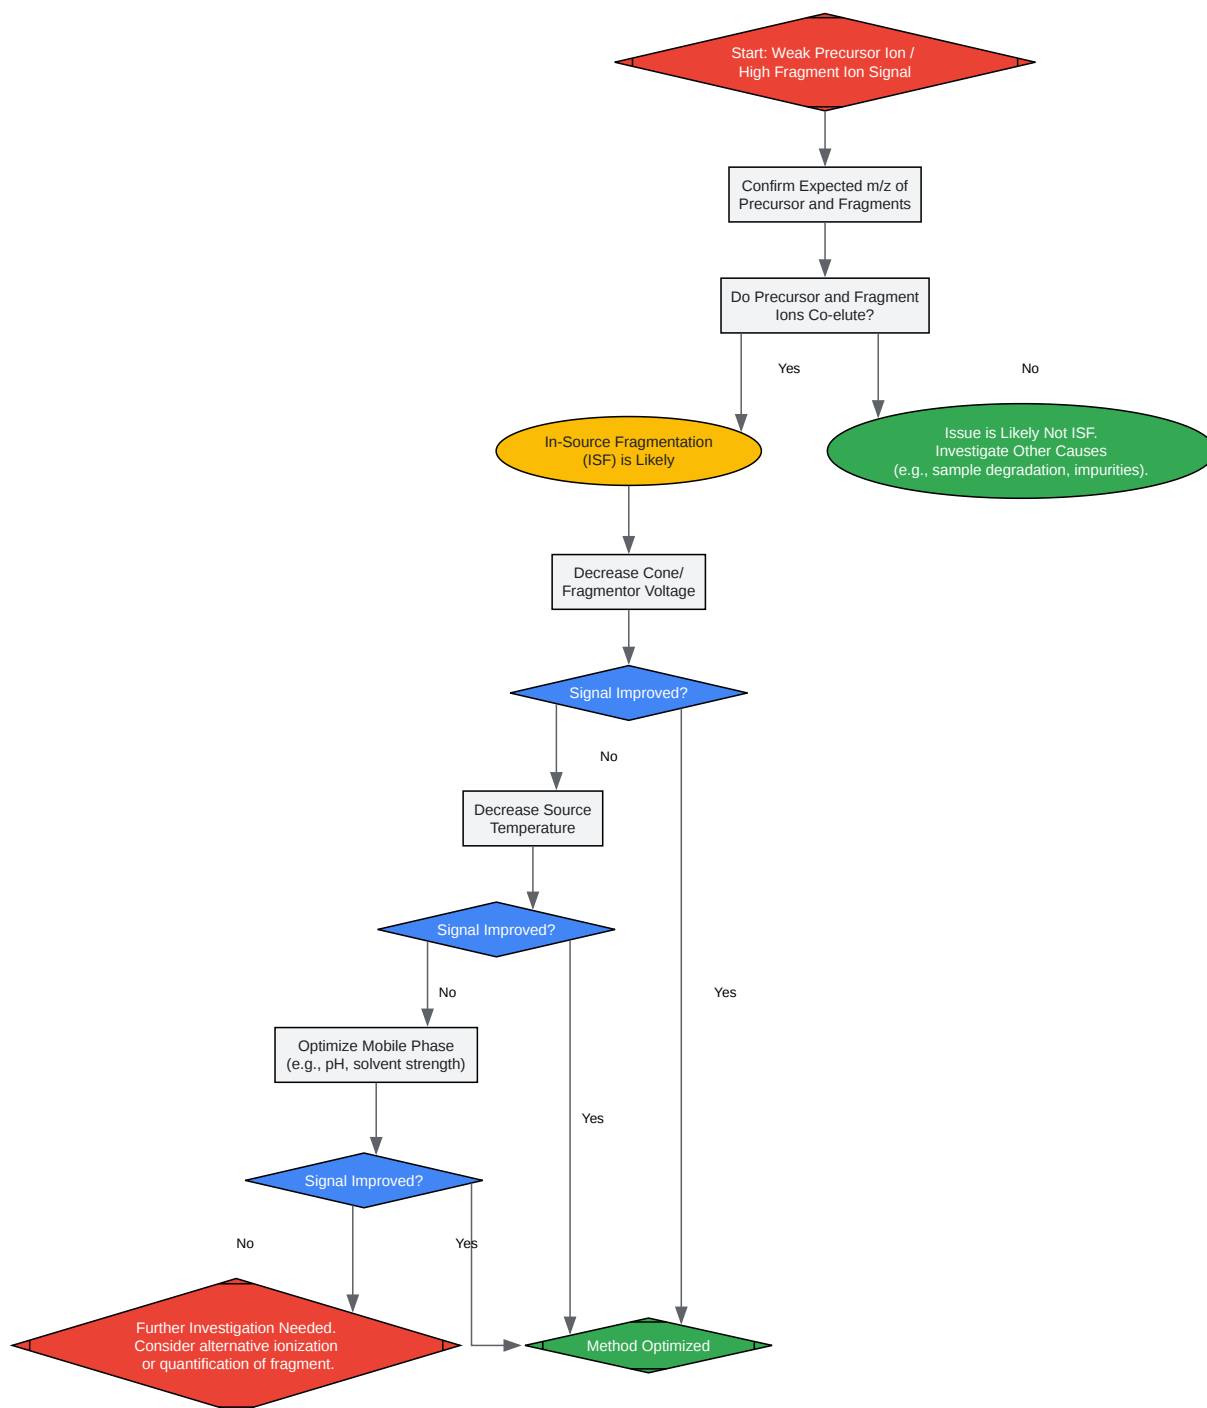 Start: Weak Precursor Ion /
High Fragment Ion Signal
Confirm Expected m/z of
Precursor and Fragments
Do Precursor and Fragment
Ions Co-elute?
Yes
No
In-Source Fragmentation
(ISF) is Likely
Issue is Likely Not ISF.
Investigate Other Causes
(e.g., sample degradation, impurities).
Decrease Cone/
Fragmentor Voltage
Signal Improved?
No
Decrease Source
Temperature
Signal Improved?
No
Yes
Optimize Mobile Phase
(e.g., pH, solvent strength)
Yes
Signal Improved?
No
Yes
Further Investigation Needed.
Consider alternative ionization
or quantification of fragment.
Method Optimized